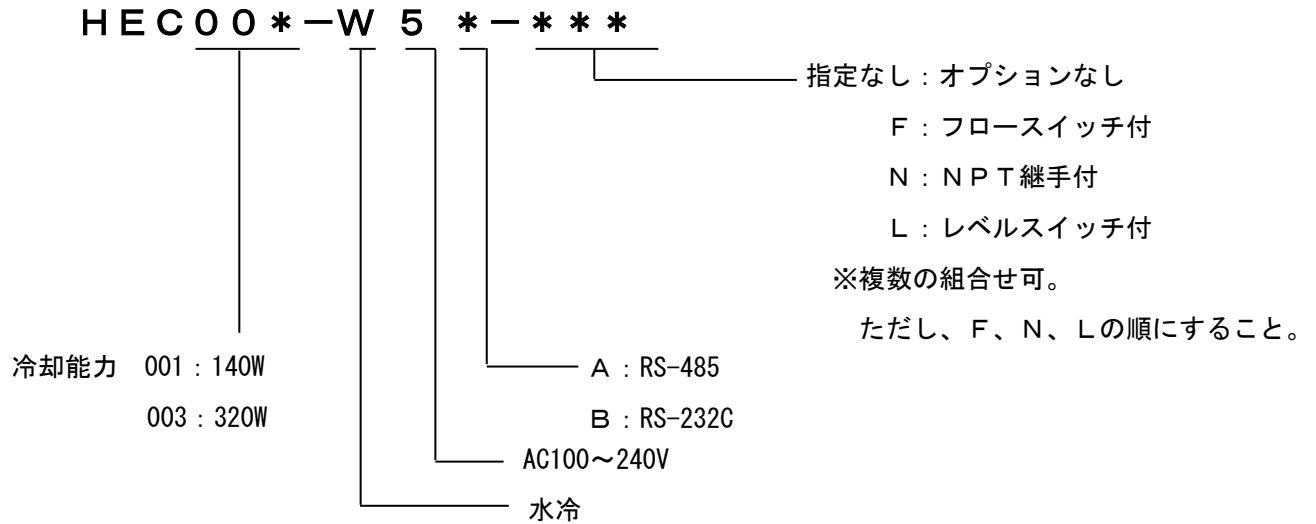 ＨＥＣ００＊－Ｗ５＊－＊＊＊
指定なし：オプションなし
Ｆ：フロースイッチ付
Ｎ：ＮＰＴ継手付
Ｌ：レベルスイッチ付
※複数の組合せ可。
ただし、Ｆ、Ｎ、Ｌの順にすること。
冷却能力　001：140W
003：320W
Ａ：RS-485
Ｂ：RS-232C
AC100～240V
水冷